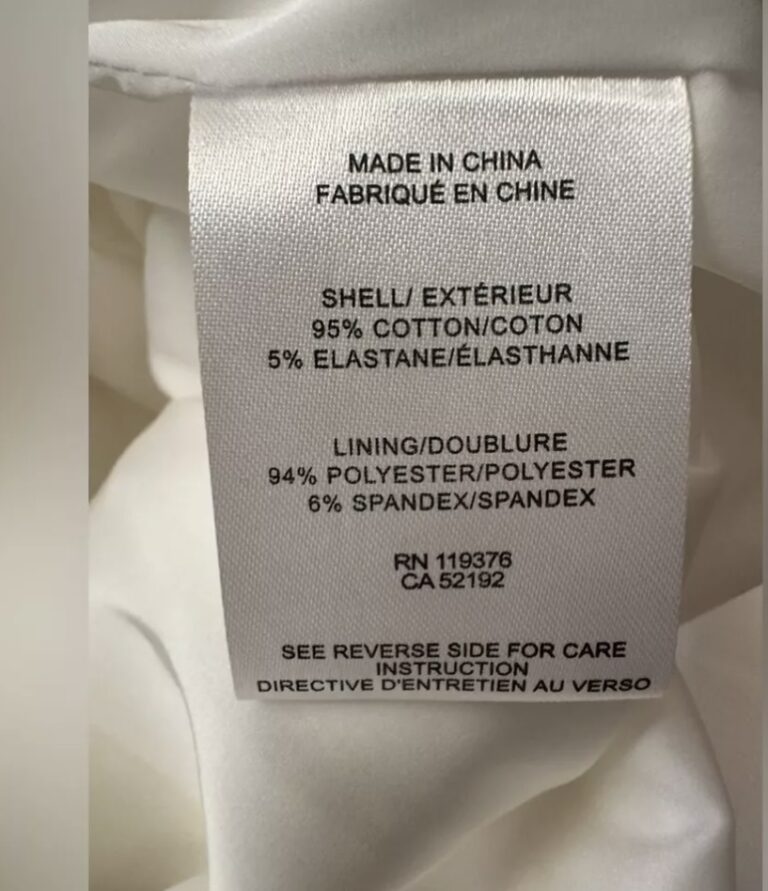 MADE IN CHINA
FABRIQUÉ EN CHINE
SHELL/ EXTÉRIEUR
95% COTTON/COTON
5% ELASTANE/ÉLASTHANNE
LINING/DOUBLURE
94% POLYESTER/POLYESTER
6% SPANDEX/SPANDEX
RN 119376
CA 52192
SEE REVERSE SIDE FOR CARE
INSTRUCTION
DIRECTIVE D'ENTRETIEN AU VERSO